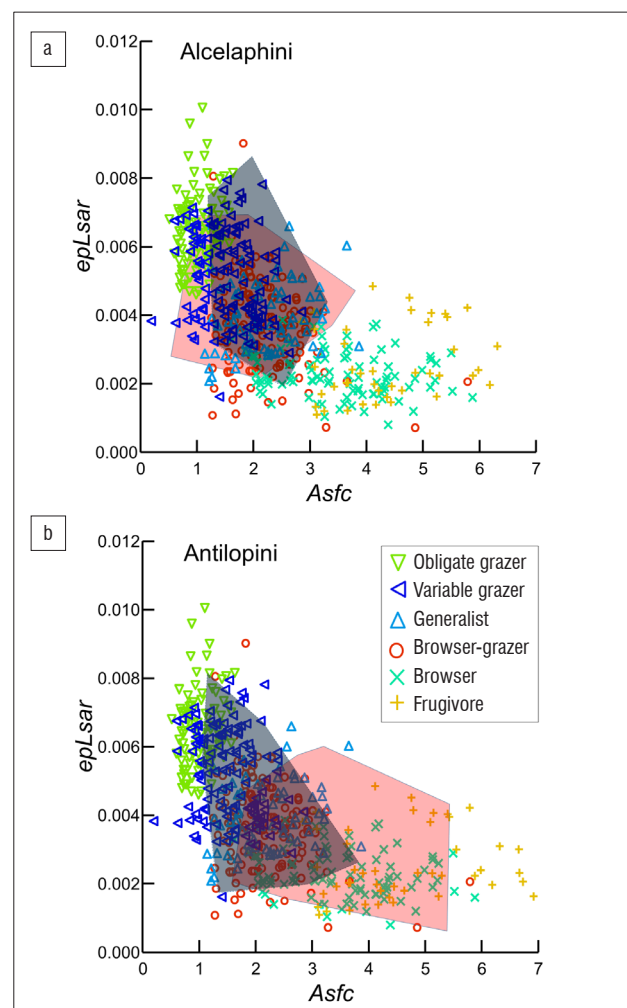 a
Alcelaphini
0.012
0.010
0.008
0.006
0.004
0.002
0.000
epLsar
0 1 2 3 4 5 6 7
Asfc
b
Antilopini
0.012
0.010
0.008
0.006
0.004
0.002
0.000
epLsar
Obligate grazer
Variable grazer
Generalist
Browser-grazer
Browser
Frugivore
0 1 2 3 4 5 6 7
Asfc